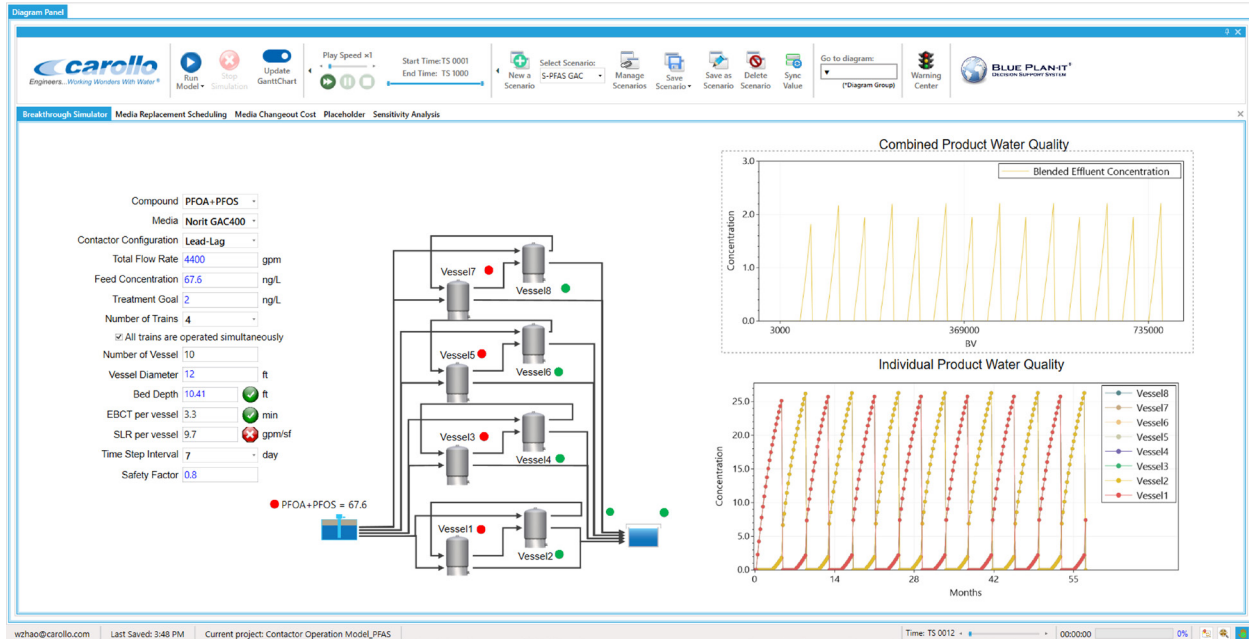 Diagram Panel
carollo
Engineers...Working Wonders With Water®
Run Model
Stop Simulation
Update GanttChart
Play Speed ×1
Start Time:TS 0001
End Time: TS 1000
New a Scenario
Select Scenario:
S-PFAS GAC
Manage Scenarios
Save Scenario
Save as Scenario
Delete Scenario
Sync Value
Go to diagram:
(*Diagram Group)
Warning Center
BLUE PLAN-IT
DECISION SUPPORT SYSTEM
Breakthrough Simulator Media Replacement Scheduling Media Changeout Cost Placeholder Sensitivity Analysis
Compound PFOA+PFOS
Media Norit GAC400
Contactor Configuration Lead-Lag
Total Flow Rate 4400 gpm
Feed Concentration 67.6 ng/L
Treatment Goal 2 ng/L
Number of Trains 4
All trains are operated simultaneously
Number of Vessel 10
Vessel Diameter 12 ft
Bed Depth 10.41 ft
EBCT per vessel 3.3 min
SLR per vessel 9.7 gpm/sf
Time Step Interval 7 day
Safety Factor 0.8
PFOA+PFOS = 67.6
Vessel7
Vessel8
Vessel5
Vessel6
Vessel3
Vessel4
Vessel1
Vessel2
Combined Product Water Quality
Blended Effluent Concentration
Concentration
3.0
2.0
1.0
0.0
3000 369000 735000
BV
Individual Product Water Quality
Concentration
25.0
20.0
15.0
10.0
5.0
0.0
0 14 28 42 55
Months
Vessel8
Vessel7
Vessel6
Vessel5
Vessel4
Vessel3
Vessel2
Vessel1
wzhao@carollo.com Last Saved: 3:48 PM Current project: Contactor Operation Model_PFAS
Time: TS 0012 00:00:00 0%